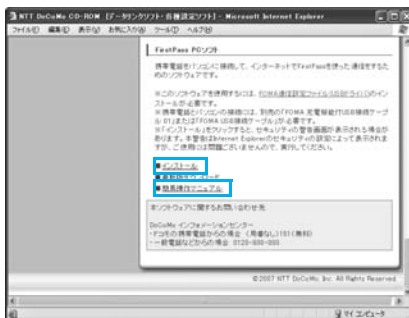 NTT DoCoMo CD-ROM [データリンクソフト・各種設定ソフト] - Microsoft Internet Explorer
ファイル(F) 編集(E) 表示(V) お気に入り(A) ツール(T) ヘルプ(H)
FirstPass PCソフト
携帯電話をパソコンに接続して、インターネットでFirstPassを使った通信をするためのソフトウェアです。
※このソフトウェアを使用するには、FOMA通信設定ファイル(USBドライバ)のインストールが必要です。
※携帯電話とパソコンの接続には、別売の「FOMA 充電機能付USB接続ケーブル 01」または「FOMA USB接続ケーブル」が必要です。
※「インストール」をクリックすると、セキュリティの警告画面が表示される場合があります。本警告はInternet Explorerのセキュリティの設定によって表示されますが、ご使用には問題ございませんので、実行してください。
■インストール
■簡易操作マニュアル
本ソフトウェアに関するお問い合わせ先
DoCoMo インフォメーションセンター
・ドコモの携帯電話からの場合 (局番なし)151(無料)
・一般電話などからの場合 0120-800-000
©2007 NTT DoCoMo, Inc. All Rights Reserved
マイ コンピュータ